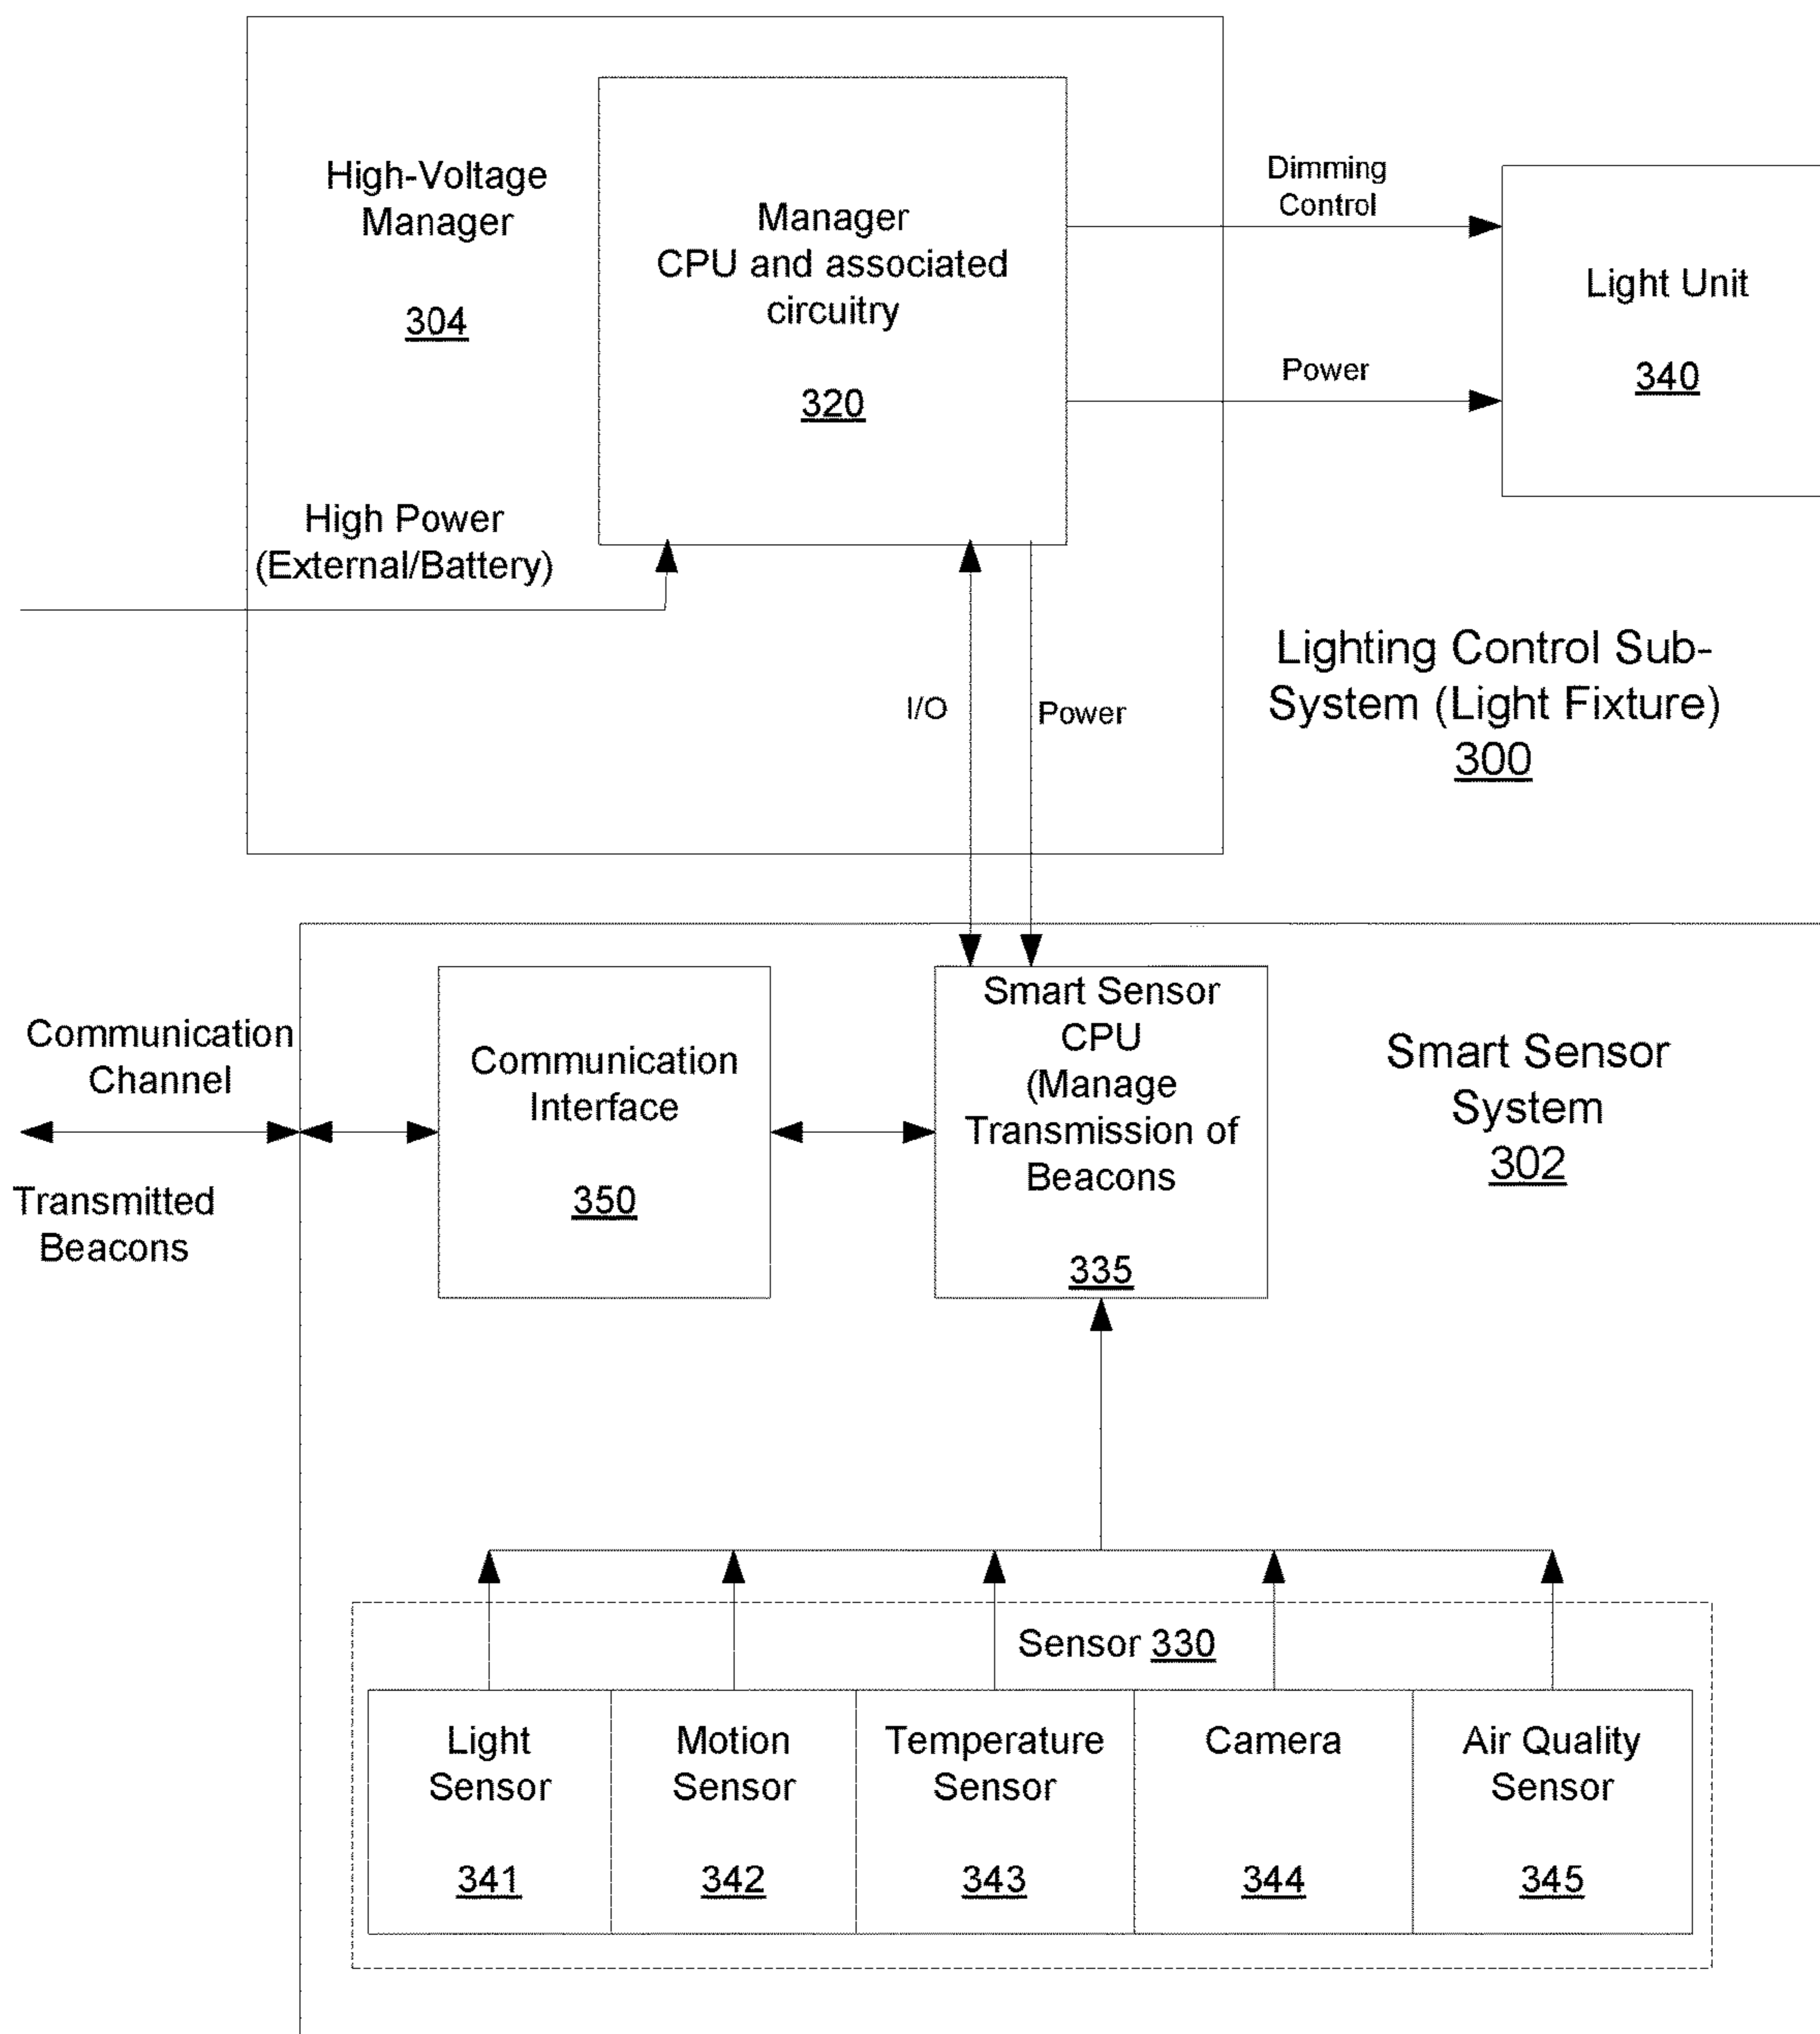 High-Voltage
Manager
304
Manager
CPU and associated
circuitry
320
Dimming
Control
Power
Light Unit
340
High Power
(External/Battery)
I/O
Power
Lighting Control Sub-
System (Light Fixture)
300
Communication
Channel
Transmitted
Beacons
Communication
Interface
350
Smart Sensor
CPU
(Manage
Transmission of
Beacons
335
Smart Sensor
System
302
Sensor 330
Light
Sensor
341
Motion
Sensor
342
Temperature
Sensor
343
Camera
344
Air Quality
Sensor
345